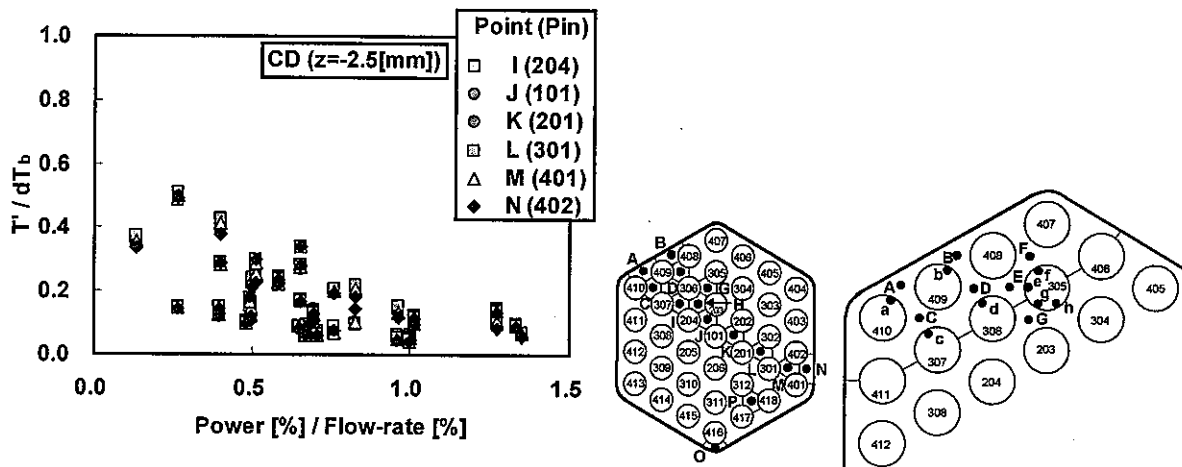 1.0
0.8
0.6
0.4
0.2
0.0
T' / dTb
0.0 0.5 1.0 1.5
Power [%] / Flow-rate [%]
CD (z=-2.5[mm])
Point (Pin)
I (204)
J (101)
K (201)
L (301)
M (401)
N (402)
407
B 408 406
A 409 305 405
410 D 306 G 304 404
C 307 H 303
411 I 204 202 403
308 J 101 302
412 205 K 201 402
309 206 L 301 N
413 310 312 M 401
414 311 P 418
415 417
416
O
407
B 408 F 406
b f
A 409 D E e 305 405
a g
410 C d 306 G h 304
c
307 203
411 204
308
412